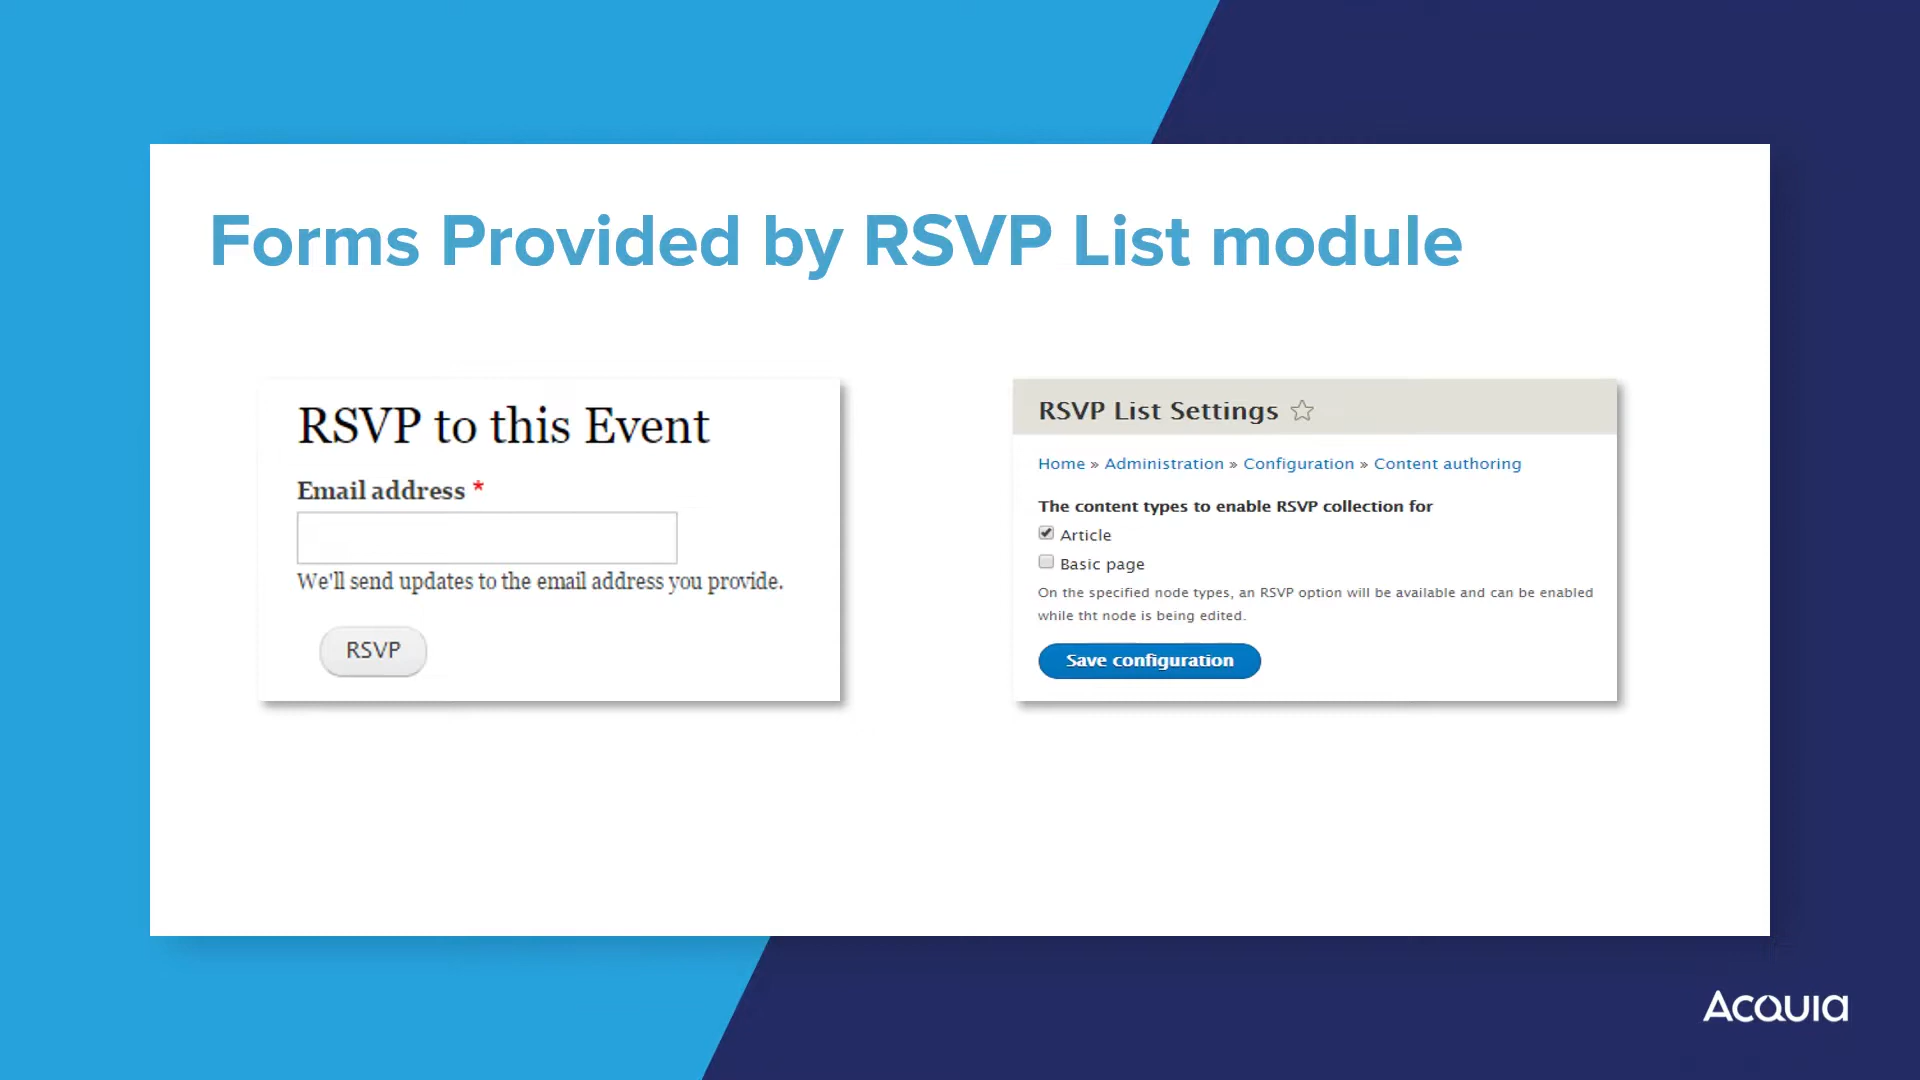 Forms Provided by RSVP List module
RSVP to this Event
Email address *
We'll send updates to the email address you provide.
RSVP
RSVP List Settings
Home » Administration » Configuration » Content authoring
The content types to enable RSVP collection for
Article
Basic page
On the specified node types, an RSVP option will be available and can be enabled
while tht node is being edited.
Save configuration
Acquia